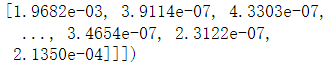 [1.9682e-03, 3.9114e-07, 4.3303e-07,
..., 3.4654e-07, 2.3122e-07,
2.1350e-04]]])